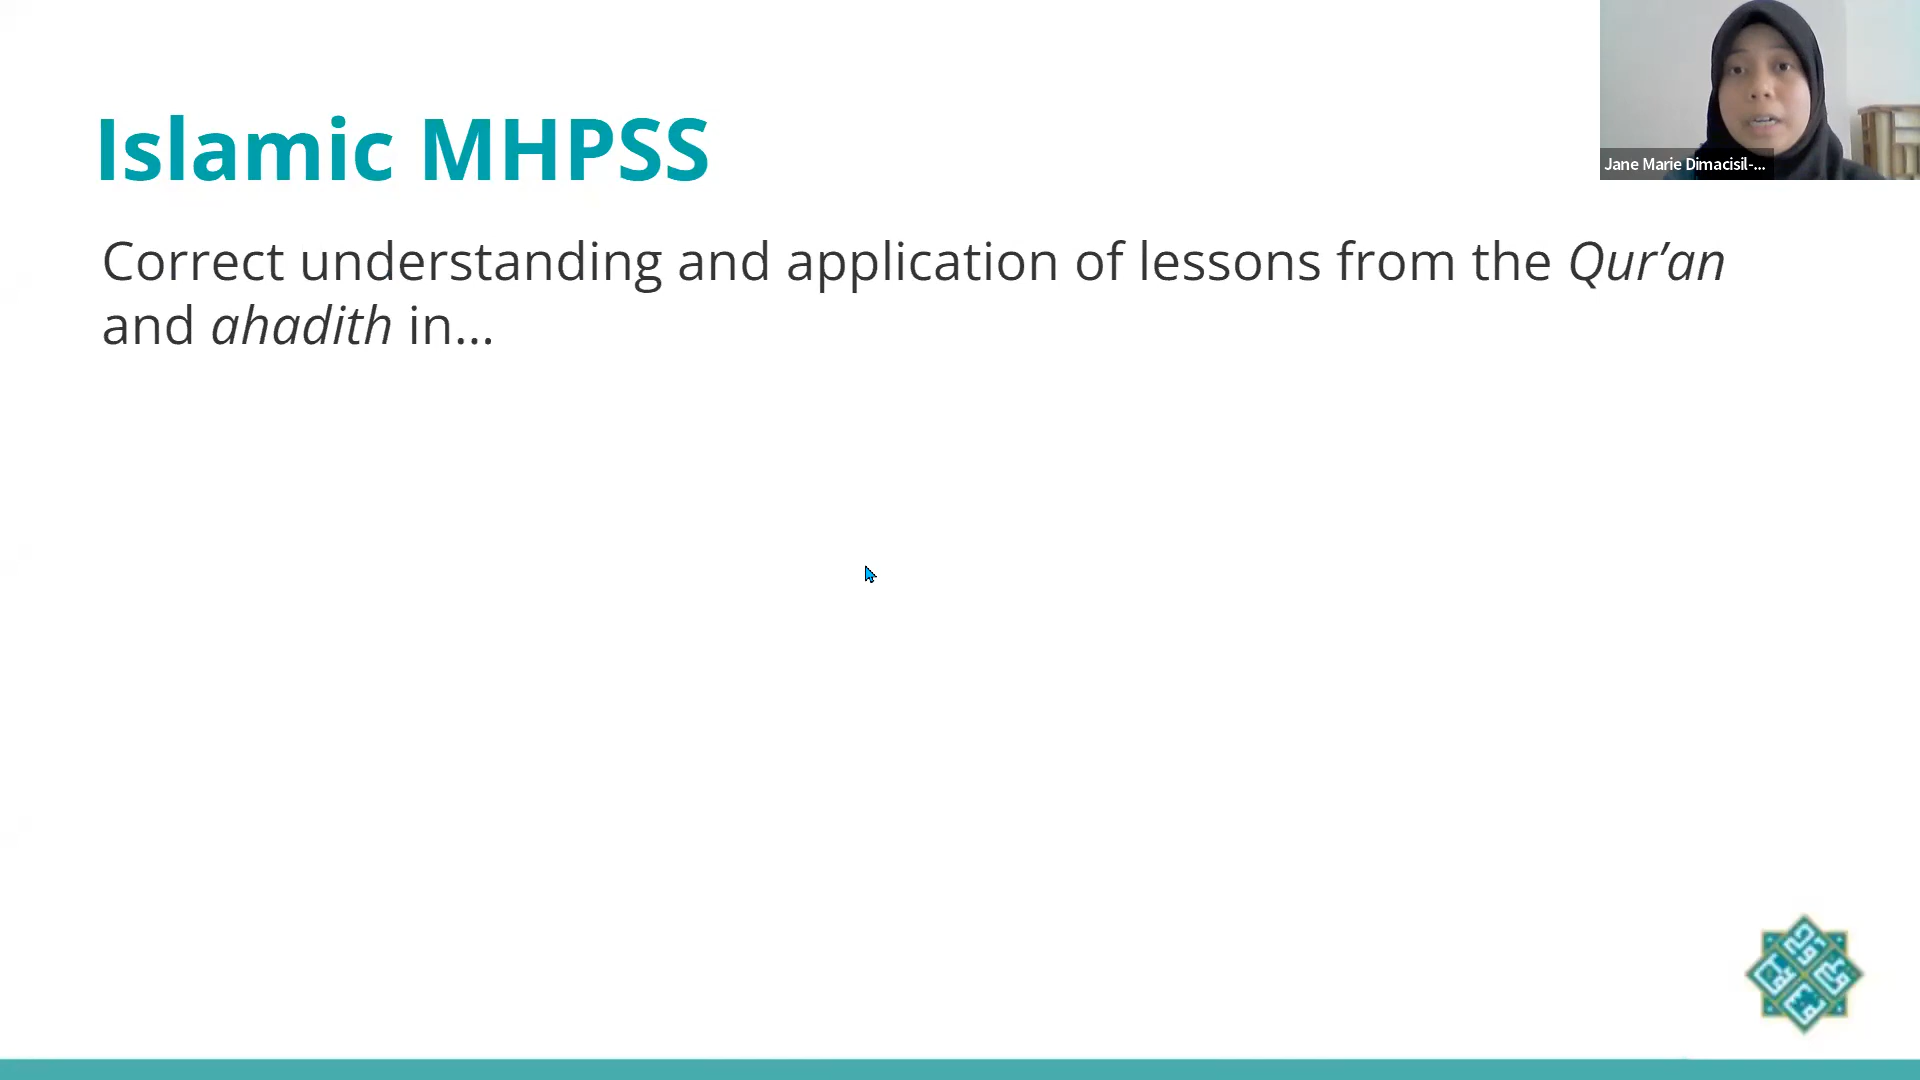 Islamic MHPSS
Jane Marie Dimacisil-...
Correct understanding and application of lessons from the Qur’an
and ahadith in...